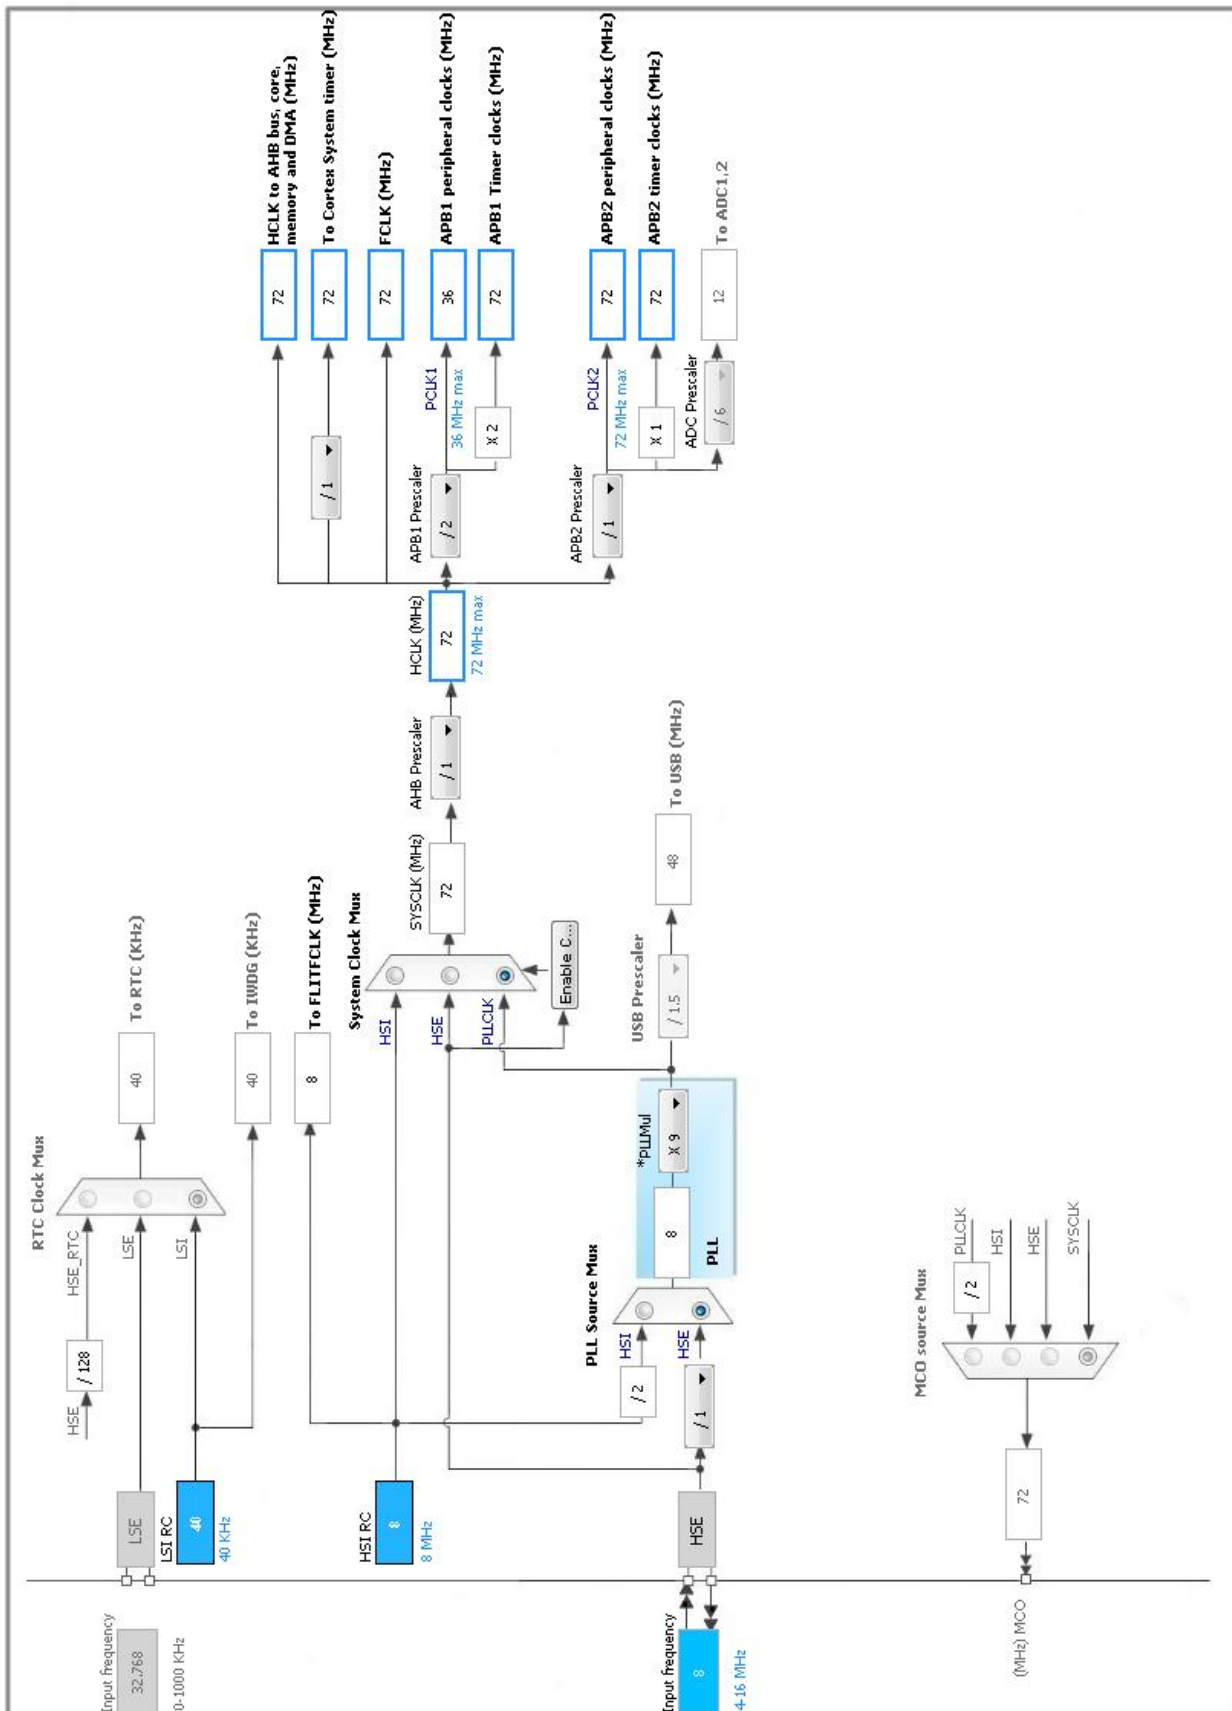 RTC Clock Mux
HSE
/ 128
HSE_RTC
Input frequency
32.768
0-1000 KHz
LSE
LSE
40
To RTC (KHz)
LSI RC
40
40 KHz
LSI
40
To IWDG (KHz)
8
To FLITFCLK (MHz)
System Clock Mux
HSI RC
8
8 MHz
HSI
HSE
PLLCLK
Enable C...
SYSCLK (MHz)
72
AHB Prescaler
/ 1
HCLK (MHz)
72
72 MHz max
72
HCLK to AHB bus, core,
memory and DMA (MHz)
/ 1
72
To Cortex System timer (MHz)
72
FCLK (MHz)
APB1 Prescaler
/ 2
PCLK1
36 MHz max
36
APB1 peripheral clocks (MHz)
X 2
72
APB1 Timer clocks (MHz)
APB2 Prescaler
/ 1
PCLK2
72 MHz max
72
APB2 peripheral clocks (MHz)
X 1
72
APB2 timer clocks (MHz)
ADC Prescaler
/ 6
12
To ADC1,2
PLL Source Mux
/ 2
HSI
Input frequency
8
4-16 MHz
HSE
/ 1
HSE
8
*PLLMul
X 9
PLL
USB Prescaler
/ 1.5
48
To USB (MHz)
MCO source Mux
(MHz) MCO
72
/ 2
PLLCLK
HSI
HSE
SYSCLK